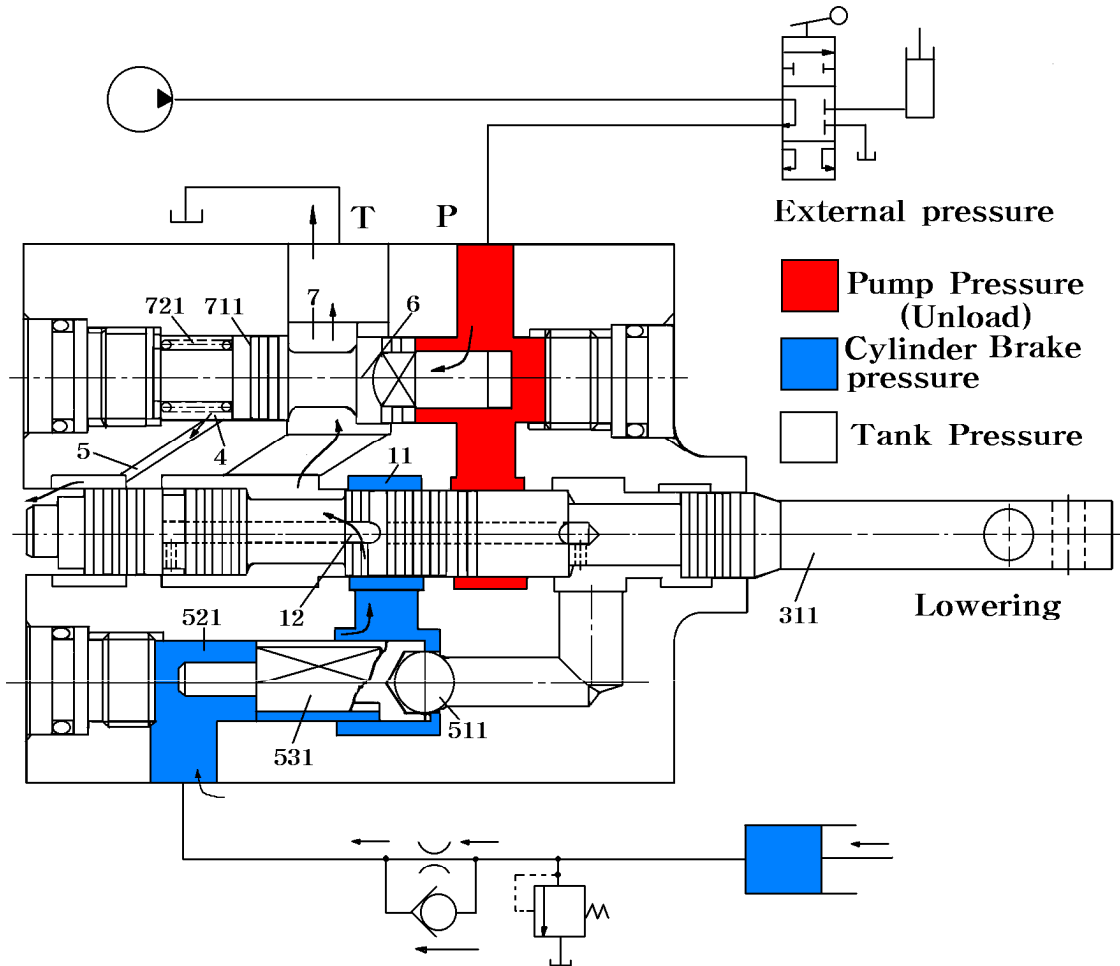 T
P
External pressure
Pump Pressure
(Unload)
Cylinder Brake
pressure
Tank Pressure
721
711
7
6
5
4
11
12
311
Lowering
521
531
511